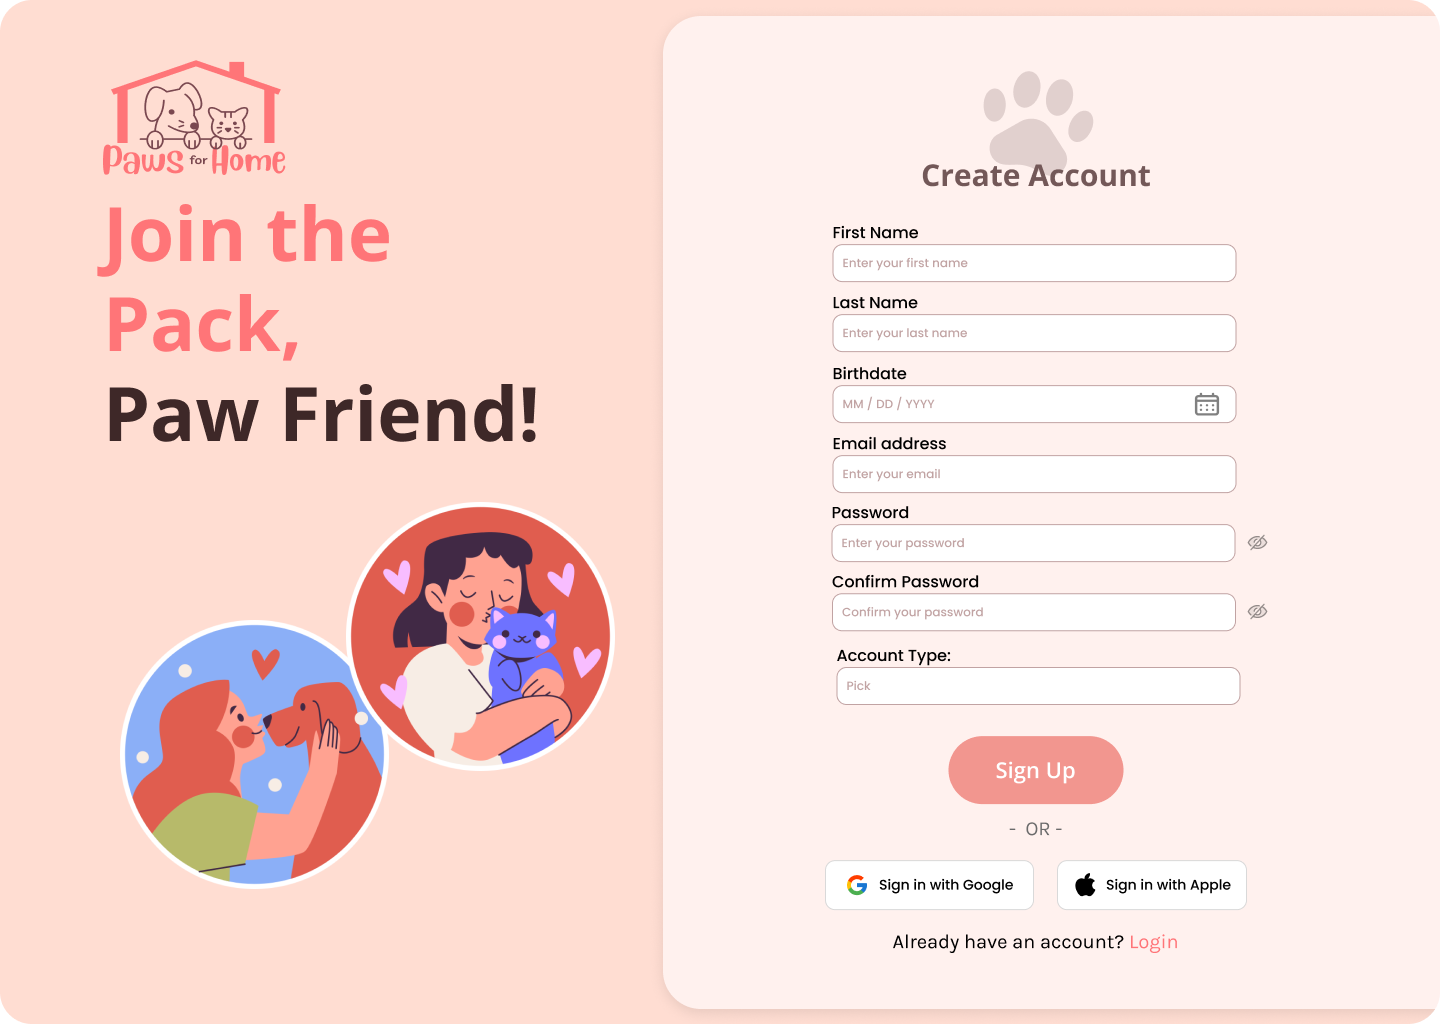 Paws for Home
Join the
Pack,
Paw Friend!
Create Account
First Name
Enter your first name
Last Name
Enter your last name
Birthdate
MM / DD / YYYY
Email address
Enter your email
Password
Enter your password
Confirm Password
Confirm your password
Account Type:
Pick
Sign Up
- OR -
Sign in with Google
Sign in with Apple
Already have an account? Login